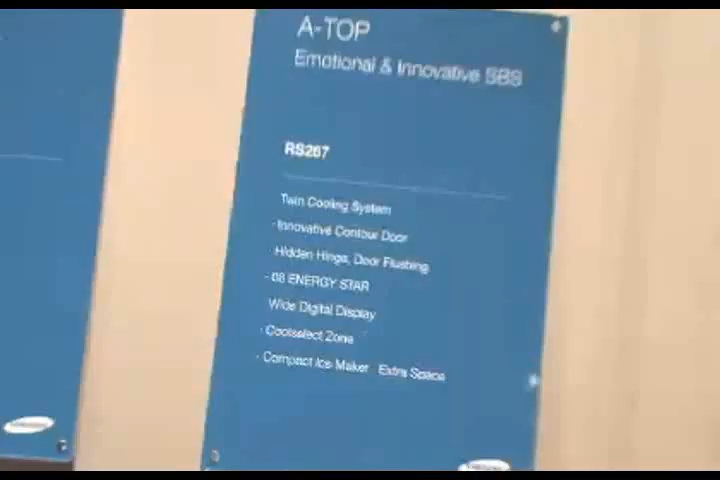 A-TOP
Emotional & Innovative SBS
RS267
Twin Cooling System
- Innovative Contour Door
Hidden Hinge, Door Flushing
- 08 ENERGY STAR
Wide Digital Display
- Coolselect Zone
- Compact Ice Maker Extra Space